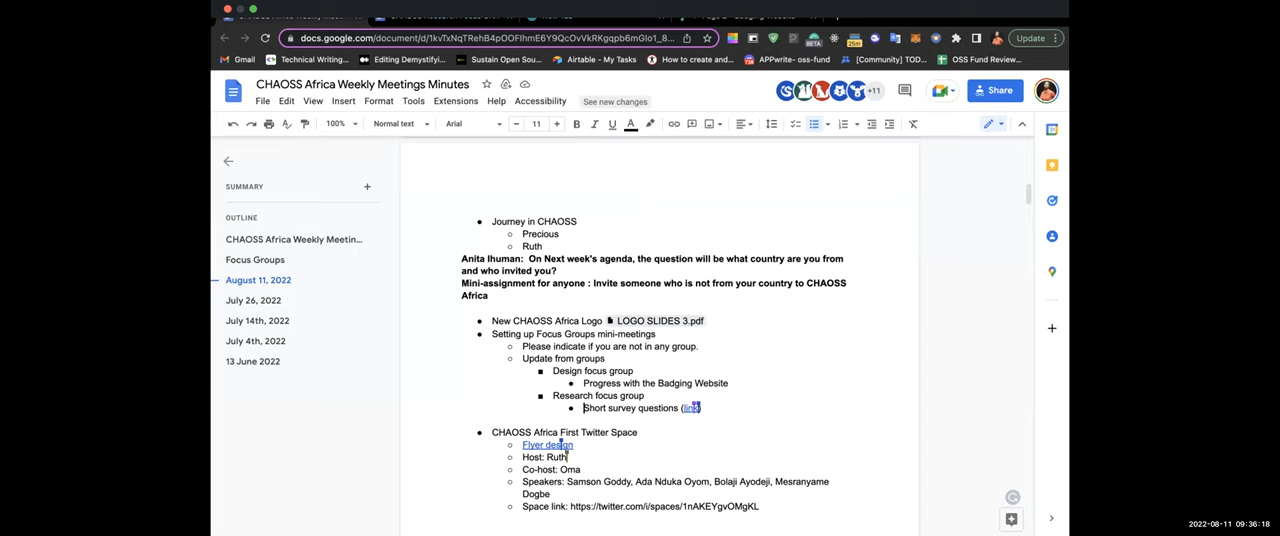 docs.google.com/document/d/1kvTxNqTRehB4pOOFlhmE6Y9QcOvVkRKgqpb6mGlo1_8...
BETA
25m
Update
Gmail
Technical Writing...
Editing Demystifyi...
Sustain Open Sou...
Airtable - My Tasks
How to create and...
APPwrite- oss-fund
[Community] TOD...
OSS Fund Review...
CHAOSS Africa Weekly Meetings Minutes
+11
Share
File Edit View Insert Format Tools Extensions Help Accessibility
See new changes
100%
Normal text
Arial
11
SUMMARY
OUTLINE
CHAOSS Africa Weekly Meetin...
Focus Groups
August 11, 2022
July 26, 2022
July 14th, 2022
July 4th, 2022
13 June, 2022
Journey in CHAOSS
Precious
Ruth
Anita Ihuman: On Next week's agenda, the question will be what country are you from
and who invited you?
Mini-assignment for anyone : Invite someone who is not from your country to CHAOSS
Africa
New CHAOSS Africa Logo LOGO SLIDES 3.pdf
Setting up Focus Groups mini-meetings
Please indicate if you are not in any group.
Update from groups
Design focus group
Progress with the Badging Website
Research focus group
Short survey questions (link)
CHAOSS Africa First Twitter Space
Flyer design
Host: Ruth
Co-host: Oma
Speakers: Samson Goddy, Ada Nduka Oyom, Bolaji Ayodeji, Mesranyame
Dogbe
Space link: https://twitter.com/i/spaces/1nAKEYgvOMgKL
2022-08-11 09:36:18